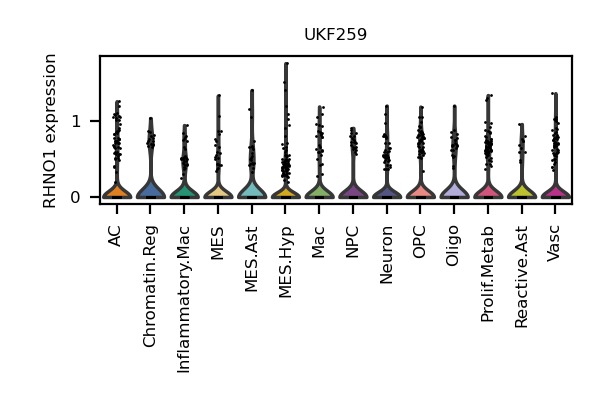 UKF259
RHNO1 expression
1
0
AC
Chromatin.Reg
Inflammatory.Mac
MES
MES.Ast
MES.Hyp
Mac
NPC
Neuron
OPC
Oligo
Prolif.Metab
Reactive.Ast
Vasc